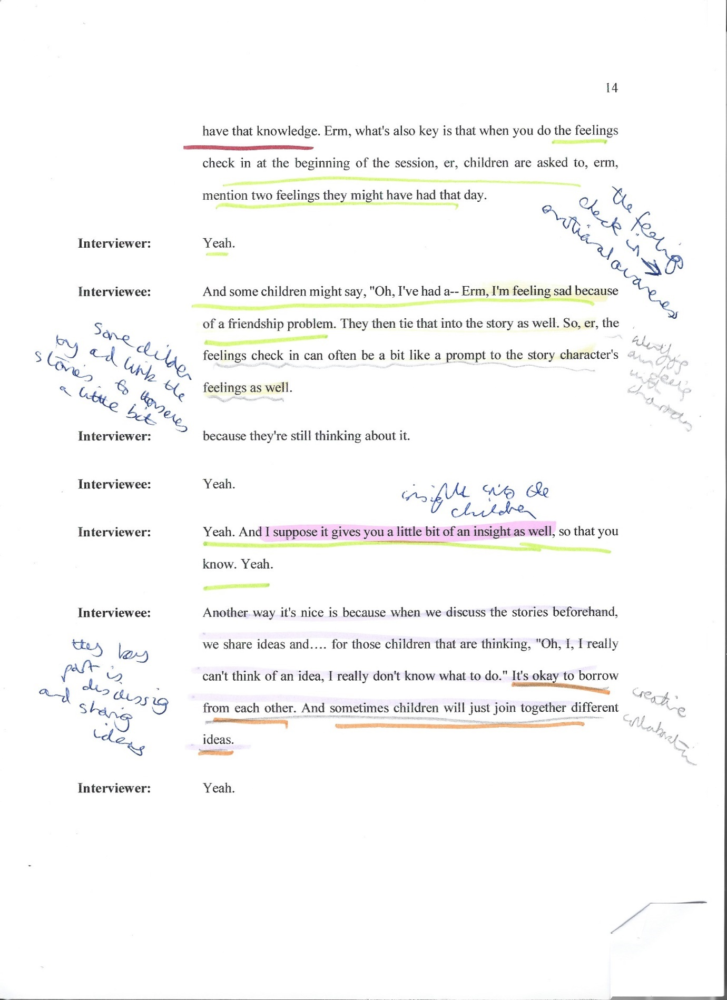 14
have that knowledge. Erm, what's also key is that when you do the feelings
check in at the beginning of the session, er, children are asked to, erm,
mention two feelings they might have had that day.
the feelings
check in →
emotional awareness
Interviewer: Yeah.
Interviewee: And some children might say, "Oh, I've had a-- Erm, I'm feeling sad because
of a friendship problem. They then tie that into the story as well. So, er, the
feelings check in can often be a bit like a prompt to the story character's
feelings as well.
Some children
try and link the
stories to themselves
a little bit
identifying
and feeling
with
characters
Interviewer: because they're still thinking about it.
Interviewee: Yeah.
insight into the
children
Interviewer: Yeah. And I suppose it gives you a little bit of an insight as well, so that you
know. Yeah.
Interviewee: Another way it's nice is because when we discuss the stories beforehand,
we share ideas and.... for those children that are thinking, "Oh, I, I really
can't think of an idea, I really don't know what to do." It's okay to borrow
from each other. And sometimes children will just join together different
ideas.
key
part is
discussing
and sharing
ideas
creative
collaboration
Interviewer: Yeah.